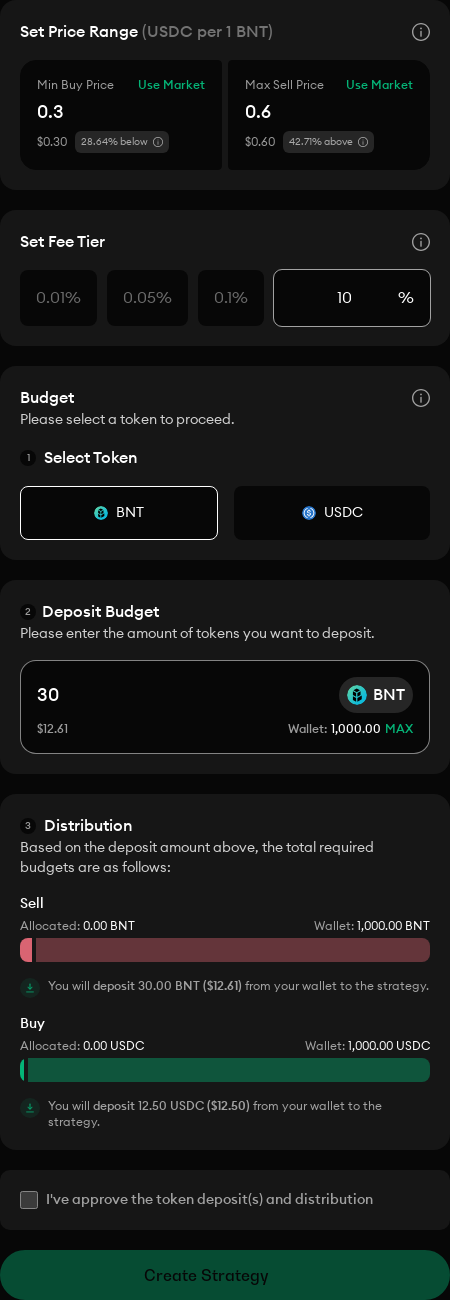 Set Price Range (USDC per 1 BNT)
Min Buy Price Use Market
0.3
$0.30 28.64% below
Max Sell Price Use Market
0.6
$0.60 42.71% above
Set Fee Tier
0.01% 0.05% 0.1% 10 %
Budget
Please select a token to proceed.
1 Select Token
BNT USDC
2 Deposit Budget
Please enter the amount of tokens you want to deposit.
30 BNT
$12.61 Wallet: 1,000.00 MAX
3 Distribution
Based on the deposit amount above, the total required
budgets are as follows:
Sell
Allocated: 0.00 BNT Wallet: 1,000.00 BNT
You will deposit 30.00 BNT ($12.61) from your wallet to the strategy.
Buy
Allocated: 0.00 USDC Wallet: 1,000.00 USDC
You will deposit 12.50 USDC ($12.50) from your wallet to the
strategy.
I've approve the token deposit(s) and distribution
Create Strategy